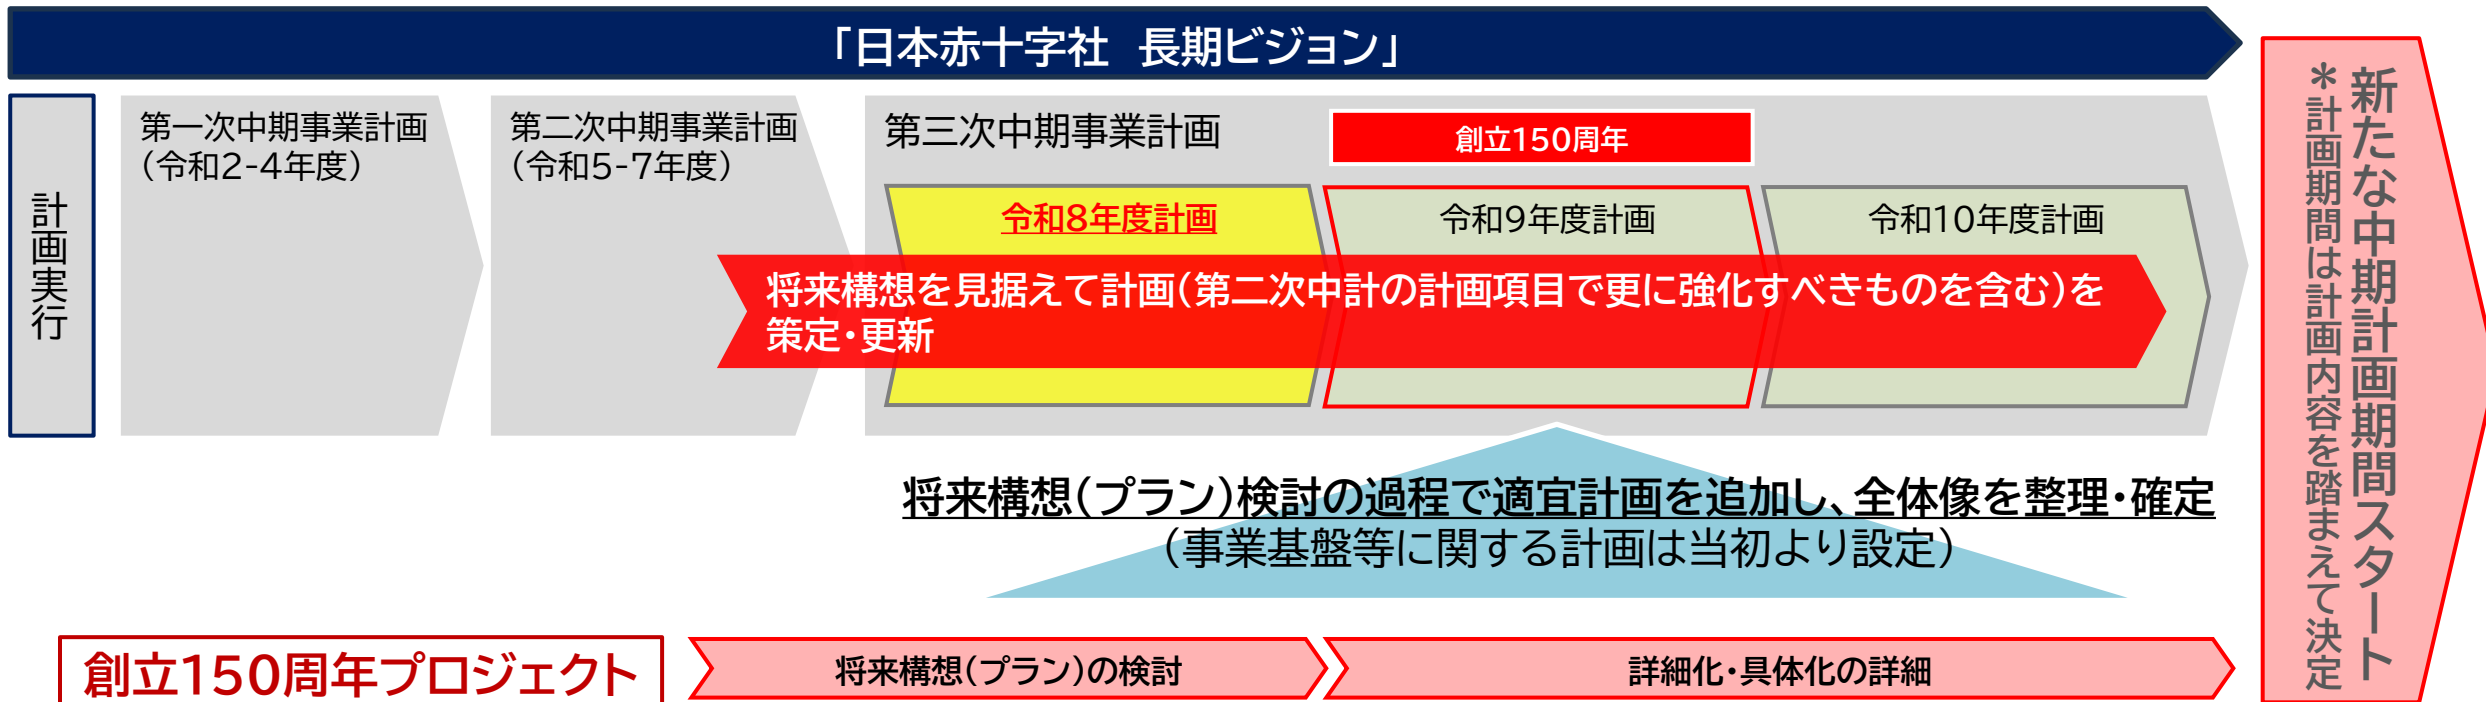 「日本赤十字社　長期ビジョン」
計画実行
第一次中期事業計画
（令和2-4年度）
第二次中期事業計画
（令和5-7年度）
第三次中期事業計画
創立150周年
令和8年度計画
令和9年度計画
令和10年度計画
将来構想を見据えて計画（第二次中計の計画項目で更に強化すべきものを含む）を
策定・更新
将来構想（プラン）検討の過程で適宜計画を追加し、全体像を整理・確定
（事業基盤等に関する計画は当初より設定）
創立150周年プロジェクト
将来構想（プラン）の検討
詳細化・具体化の詳細
新たな中期計画期間スタート
＊計画期間は計画内容を踏まえて決定